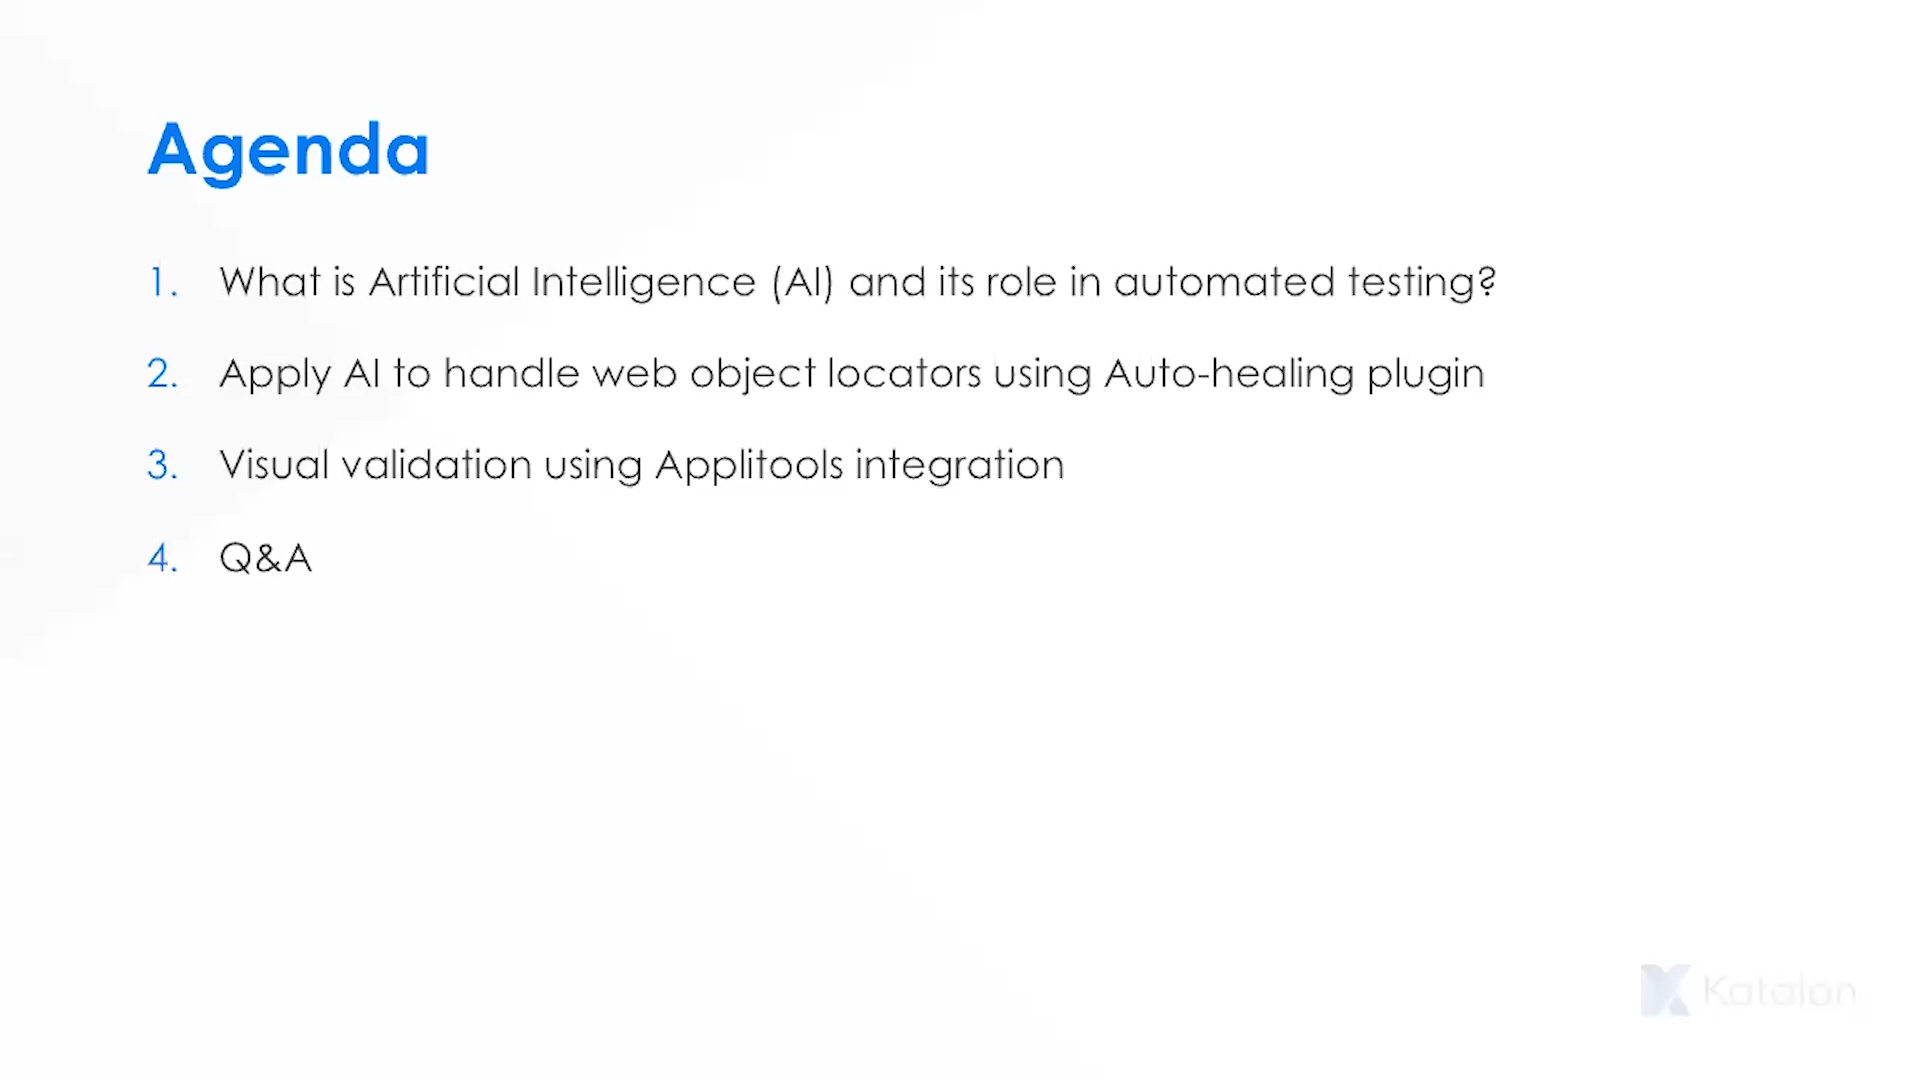 Agenda
1. What is Artificial Intelligence (AI) and its role in automated testing?
2. Apply AI to handle web object locators using Auto-healing plugin
3. Visual validation using Applitools integration
4. Q&A
Katalon